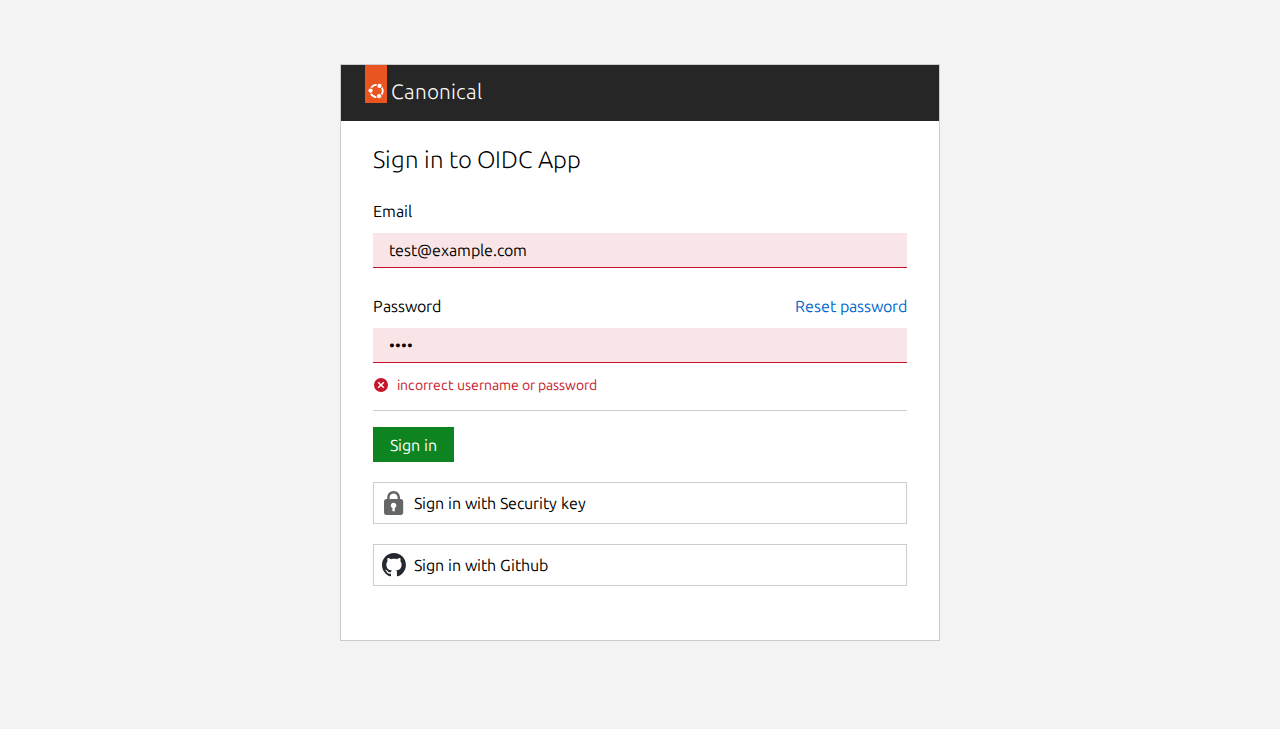 Canonical
Sign in to OIDC App
Email
test@example.com
Password Reset password
••••
incorrect username or password
Sign in
Sign in with Security key
Sign in with Github